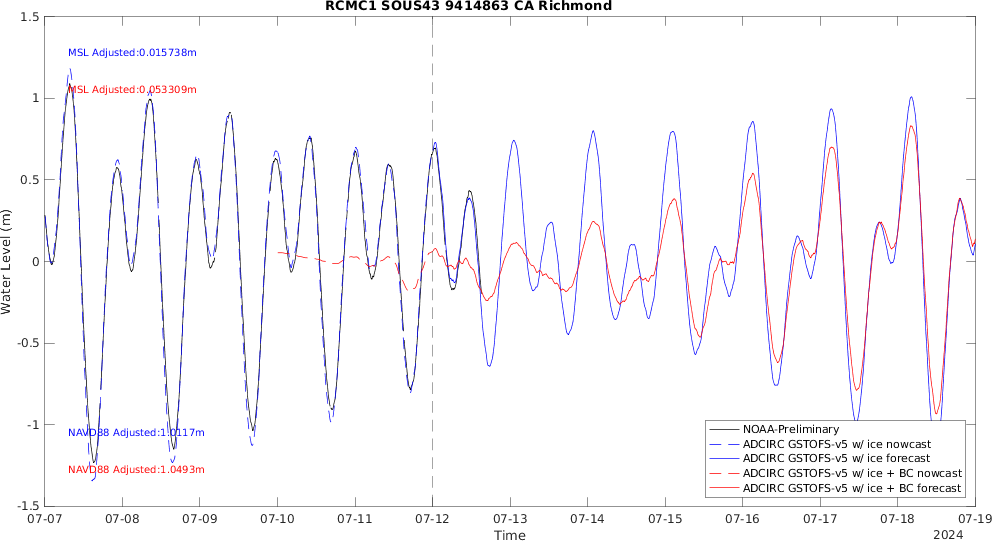 RCMC1 SOUS43 9414863 CA Richmond
MSL Adjusted:0.015738m
MSL Adjusted:0.053309m
NAVD88 Adjusted:1.0117m
NAVD88 Adjusted:1.0493m
Water Level (m)
1.5
1
0.5
0
-0.5
-1
-1.5
NOAA-Preliminary
ADCIRC GSTOFS-v5 w/ ice nowcast
ADCIRC GSTOFS-v5 w/ ice forecast
ADCIRC GSTOFS-v5 w/ ice + BC nowcast
ADCIRC GSTOFS-v5 w/ ice + BC forecast
07-07 07-08 07-09 07-10 07-11 07-12 07-13 07-14 07-15 07-16 07-17 07-18 07-19
Time
2024